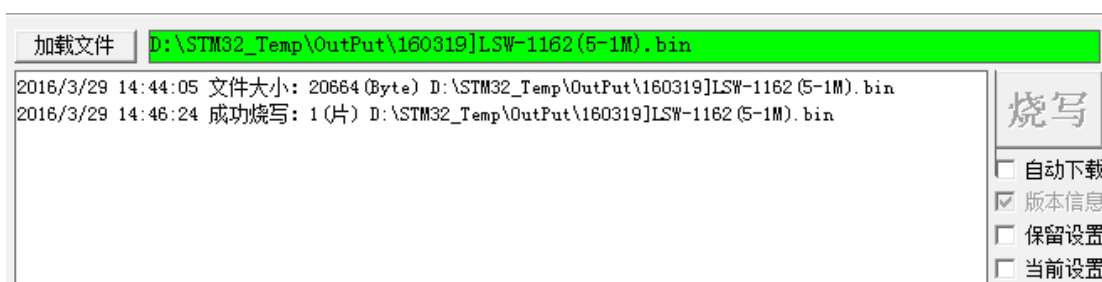 加载文件 D:\STM32_Temp\OutPut\160319]LSW-1162(5-1M).bin
2016/3/29 14:44:05 文件大小: 20664(Byte) D:\STM32_Temp\OutPut\160319]LSW-1162(5-1M).bin
2016/3/29 14:46:24 成功烧写: 1(片) D:\STM32_Temp\OutPut\160319]LSW-1162(5-1M).bin
烧写
自动下载
版本信息
保留设置
当前设置